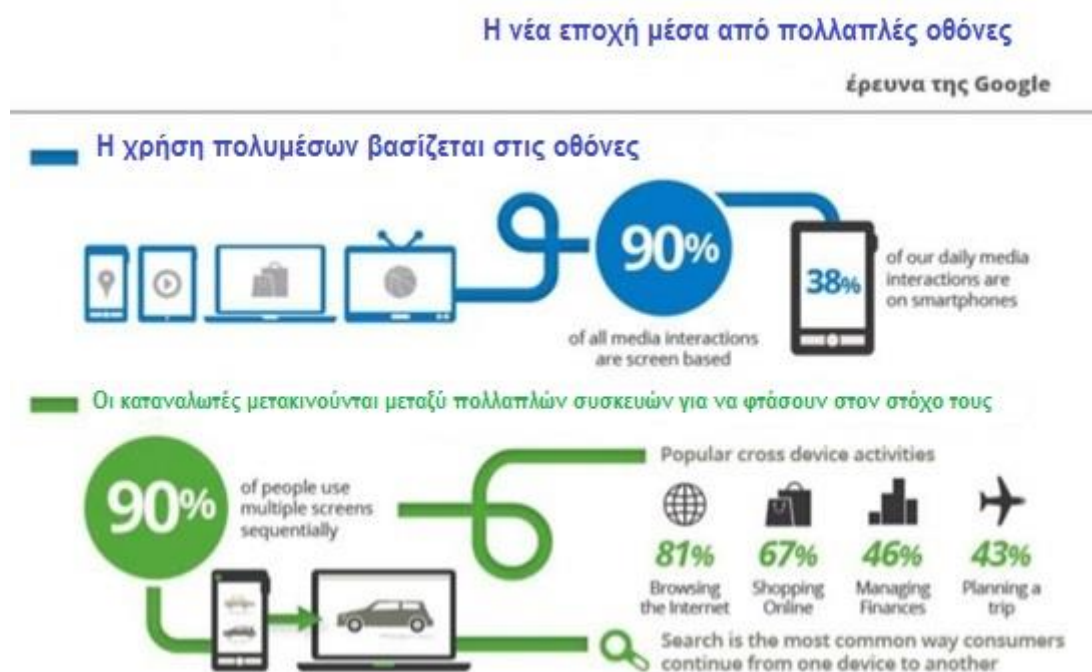 Η νέα εποχή μέσα από πολλαπλές οθόνες
έρευνα της Google
Η χρήση πολυμέσων βασίζεται στις οθόνες
90%
of all media interactions
are screen based
38%
of our daily media
interactions are
on smartphones
Οι καταναλωτές μετακινούνται μεταξύ πολλαπλών συσκευών για να φτάσουν στον στόχο τους
90%
of people use
multiple screens
sequentially
Popular cross device activities
81%
Browsing
the Internet
67%
Shopping
Online
46%
Managing
Finances
43%
Planning a
trip
Search is the most common way consumers
continue from one device to another